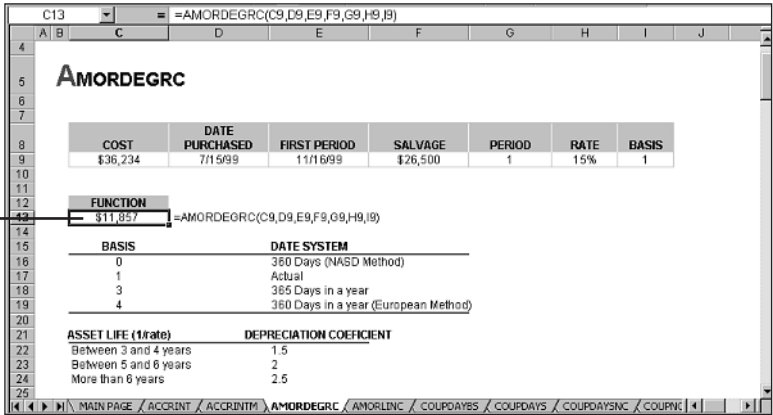 C13 = =AMORDEGRC(C9,D9,E9,F9,G9,H9,I9)
A B C D E F G H I J
4
5 AMORDEGRC
6
7
8 COST DATE PURCHASED FIRST PERIOD SALVAGE PERIOD RATE BASIS
9 $36,234 7/15/99 11/16/99 $26,500 1 15% 1
10
11
12 FUNCTION
13 $11,857 =AMORDEGRC(C9,D9,E9,F9,G9,H9,I9)
14
15 BASIS DATE SYSTEM
16 0 360 Days (NASD Method)
17 1 Actual
18 3 365 Days in a year
19 4 360 Days in a year (European Method)
20
21 ASSET LIFE (1/rate) DEPRECIATION COEFICIENT
22 Between 3 and 4 years 1.5
23 Between 5 and 6 years 2
24 More than 6 years 2.5
25
MAIN PAGE / ACCRINT / ACCRINTM \ AMORDEGRC / AMORLINC / COUPDAYBS / COUPDAYS / COUPDAYSNC / COUPNC